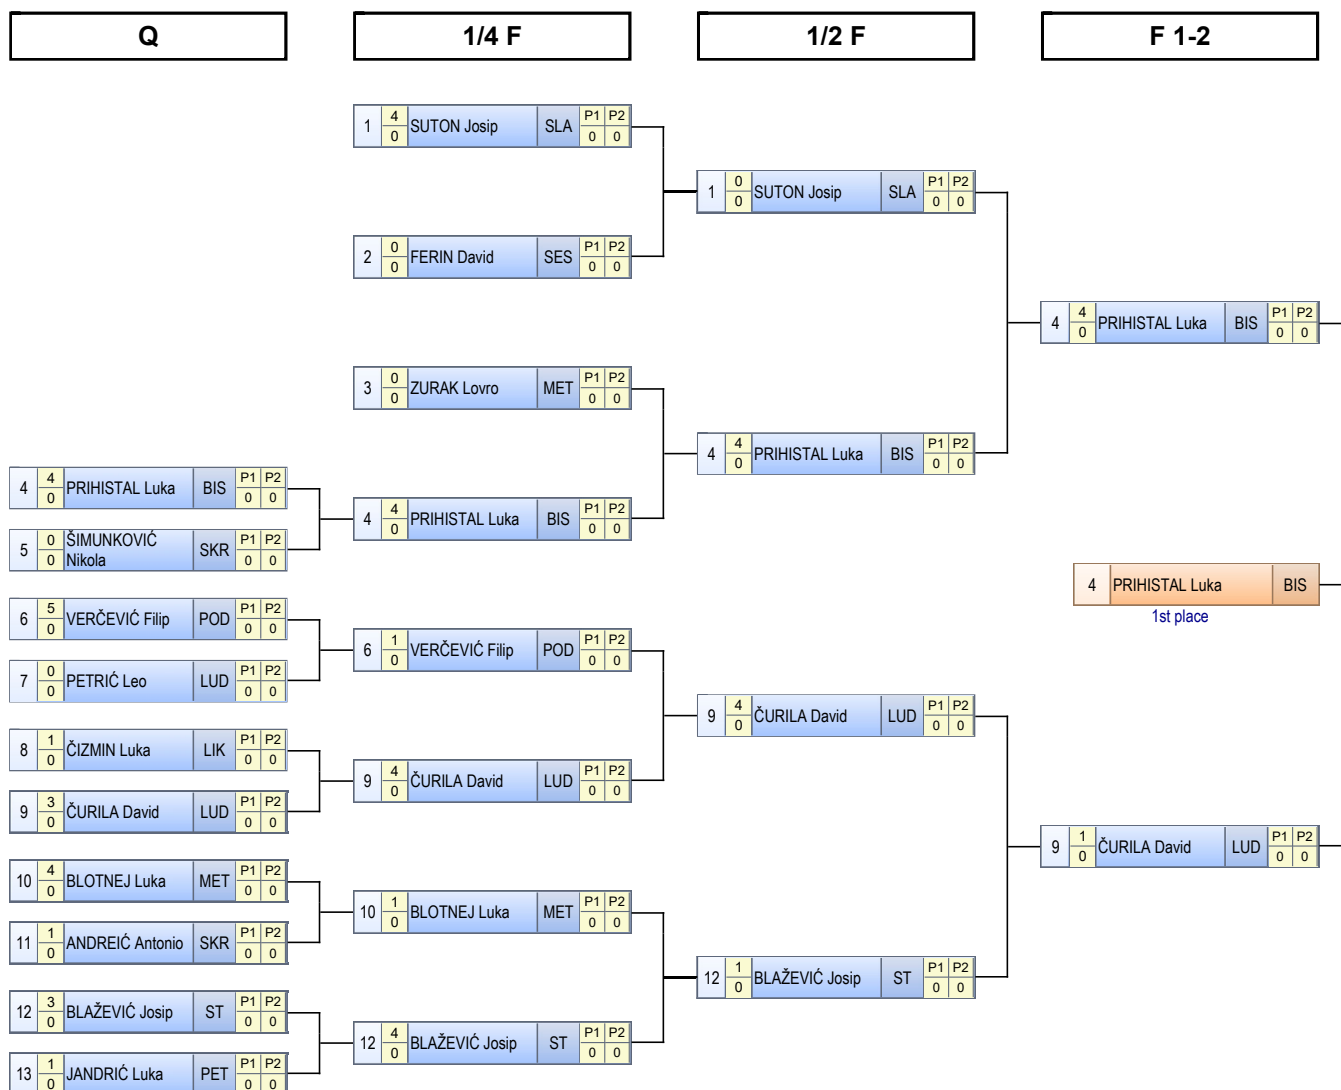 Q
1/4 F
1/2 F
F 1-2
4 4 0 PRIHISTAL Luka BIS P1 P2 0 0
5 0 0 ŠIMUNKOVIĆ Nikola SKR P1 P2 0 0
6 5 0 VERČEVIĆ Filip POD P1 P2 0 0
7 0 0 PETRIĆ Leo LUD P1 P2 0 0
8 1 0 ČIZMIN Luka LIK P1 P2 0 0
9 3 0 ČURILA David LUD P1 P2 0 0
10 4 0 BLOTNEJ Luka MET P1 P2 0 0
11 1 0 ANDREIĆ Antonio SKR P1 P2 0 0
12 3 0 BLAŽEVIĆ Josip ST P1 P2 0 0
13 1 0 JANDRIĆ Luka PET P1 P2 0 0
1 4 0 SUTON Josip SLA P1 P2 0 0
2 0 0 FERIN David SES P1 P2 0 0
3 0 0 ZURAK Lovro MET P1 P2 0 0
4 4 0 PRIHISTAL Luka BIS P1 P2 0 0
6 1 0 VERČEVIĆ Filip POD P1 P2 0 0
9 4 0 ČURILA David LUD P1 P2 0 0
10 1 0 BLOTNEJ Luka MET P1 P2 0 0
12 4 0 BLAŽEVIĆ Josip ST P1 P2 0 0
1 0 0 SUTON Josip SLA P1 P2 0 0
4 4 0 PRIHISTAL Luka BIS P1 P2 0 0
9 4 0 ČURILA David LUD P1 P2 0 0
12 1 0 BLAŽEVIĆ Josip ST P1 P2 0 0
4 4 0 PRIHISTAL Luka BIS P1 P2 0 0
4 PRIHISTAL Luka BIS
1st place
9 1 0 ČURILA David LUD P1 P2 0 0